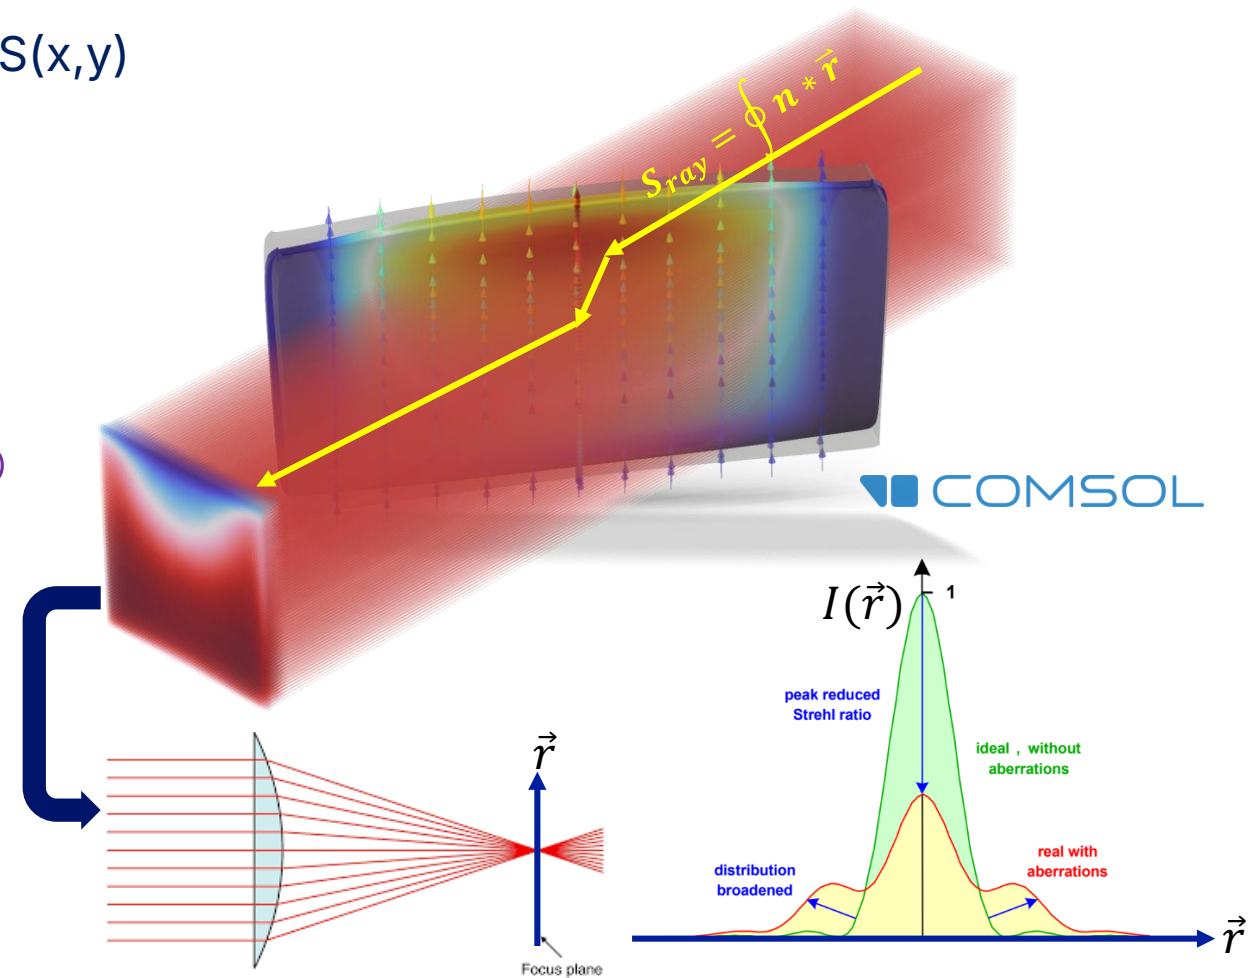 S(x,y)
S_ray = ∮ n * r⃗
)
COMSOL
I(r⃗)
1
peak reduced
Strehl ratio
ideal , without
aberrations
r⃗
real with
aberrations
distribution
broadened
r⃗
Focus plane